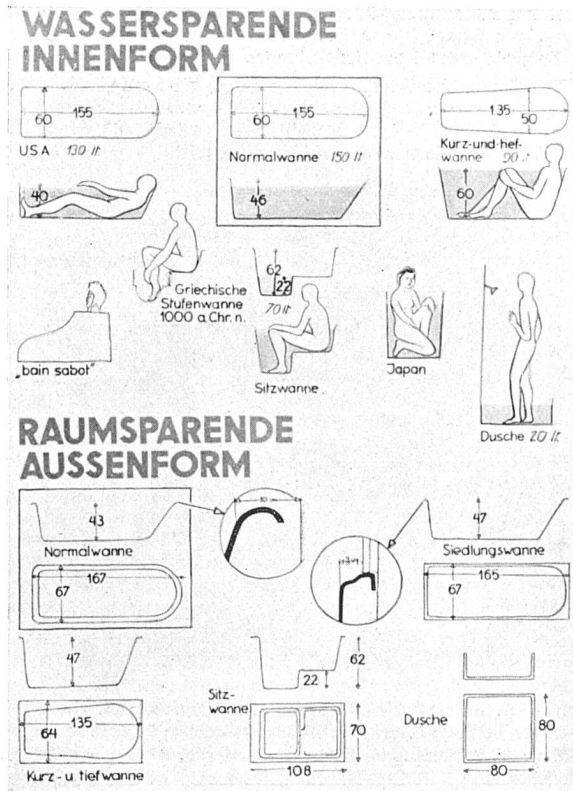 WASSERSPARENDE
INNENFORM
155
60
USA 130 lt.
155
60
Normalwanne 150 lt
135
50
Kurz-und-tief-
wanne 90 lt
40
46
60
Griechische
Stufenwanne
1000 a.Chr.n.
62
22
70 lt
"bain sabot"
Sitzwanne
Japan
Dusche 20 lt.
RAUMSPARENDE
AUSSENFORM
43
Normalwanne
67
167
47
Siedlungswanne
67
165
47
135
64
Kurz- u. tiefwanne
62
22
Sitz-
wanne
70
108
Dusche
80
80